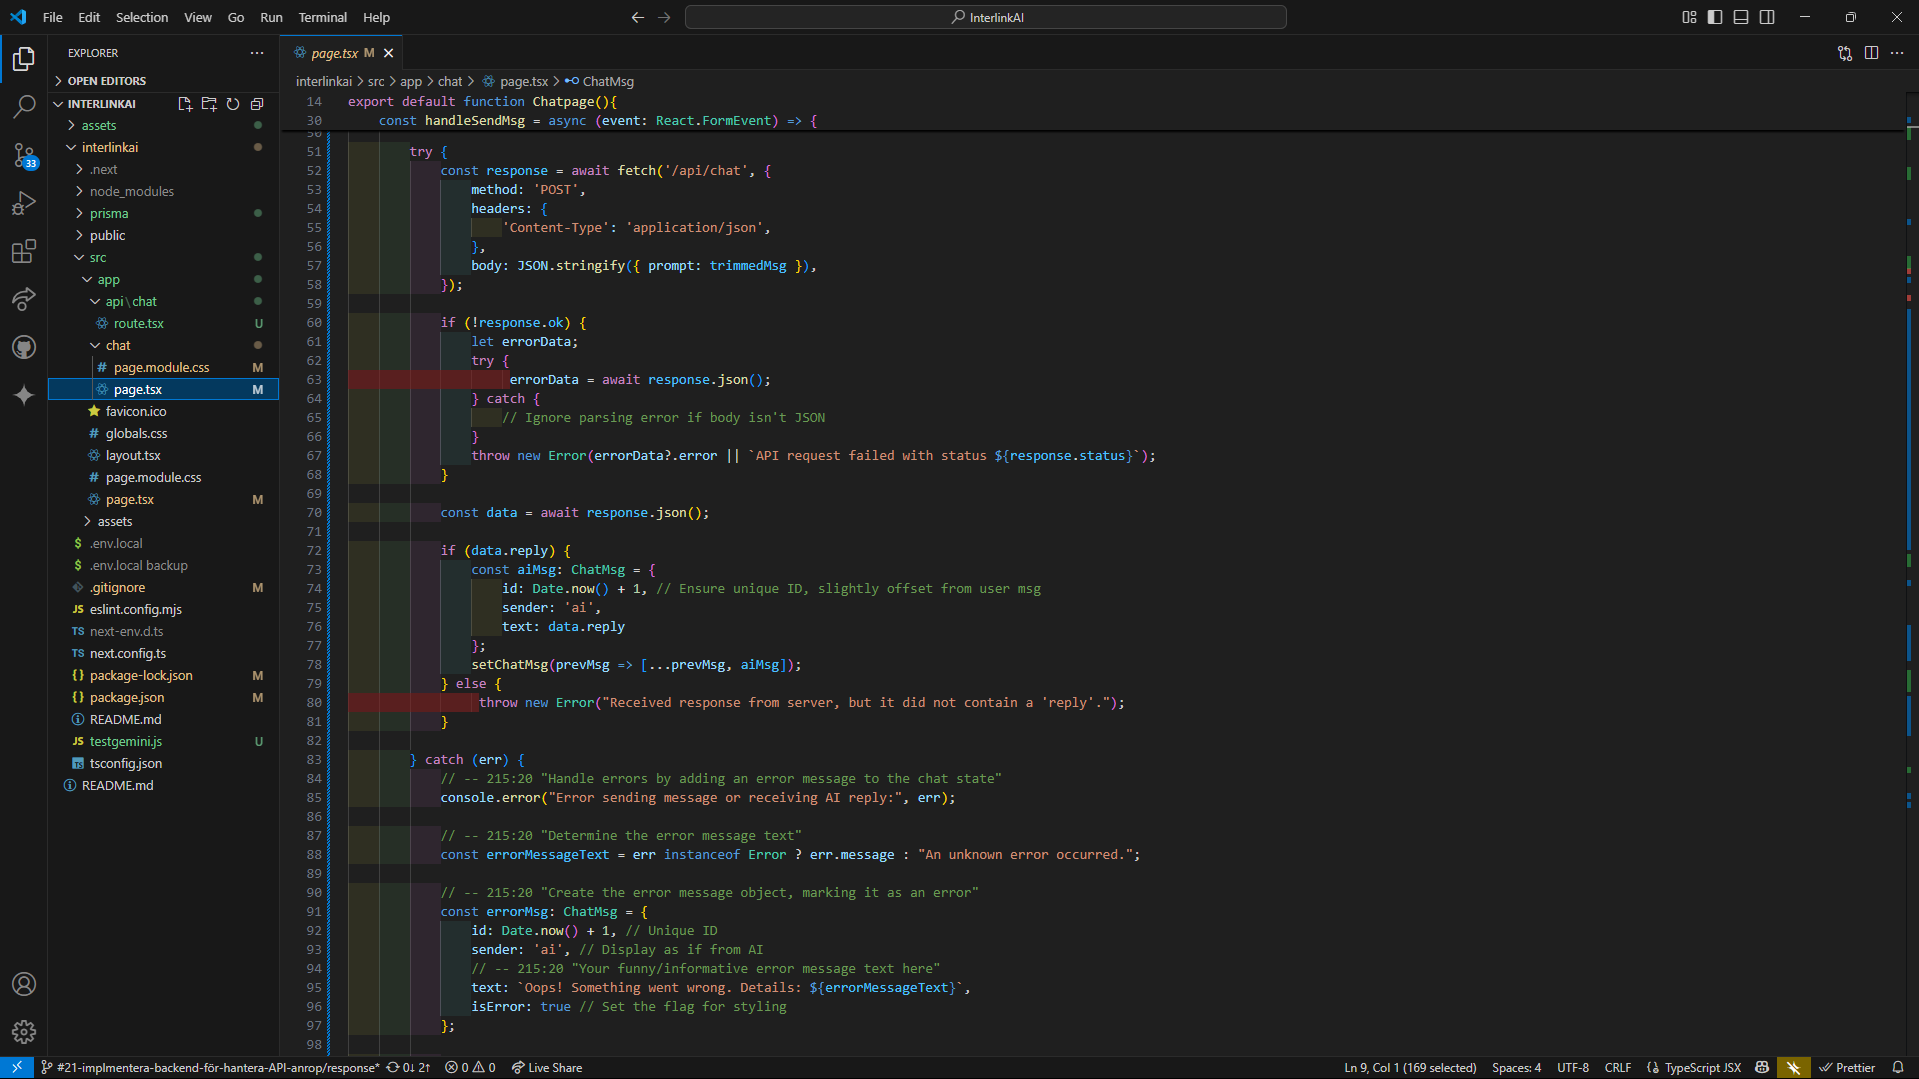 File Edit Selection View Go Run Terminal Help
InterlinkAI
EXPLORER
OPEN EDITORS
INTERLINKAI
assets
interlinkai
.next
node_modules
prisma
public
src
app
api\chat
route.tsx U
chat
page.module.css M
page.tsx M
favicon.ico
globals.css
layout.tsx
page.module.css
page.tsx M
assets
.env.local
.env.local backup
.gitignore M
eslint.config.mjs
next-env.d.ts
next.config.ts
package-lock.json M
package.json M
README.md
testgemini.js U
tsconfig.json
README.md
33
page.tsx M
interlinkai > src > app > chat > page.tsx > ChatMsg
14 export default function Chatpage(){
30 const handleSendMsg = async (event: React.FormEvent) => {
50
51 try {
52 const response = await fetch('/api/chat', {
53 method: 'POST',
54 headers: {
55 'Content-Type': 'application/json',
56 },
57 body: JSON.stringify({ prompt: trimmedMsg }),
58 });
59
60 if (!response.ok) {
61 let errorData;
62 try {
63 errorData = await response.json();
64 } catch {
65 // Ignore parsing error if body isn't JSON
66 }
67 throw new Error(errorData?.error || `API request failed with status ${response.status}`);
68 }
69
70 const data = await response.json();
71
72 if (data.reply) {
73 const aiMsg: ChatMsg = {
74 id: Date.now() + 1, // Ensure unique ID, slightly offset from user msg
75 sender: 'ai',
76 text: data.reply
77 };
78 setChatMsg(prevMsg => [...prevMsg, aiMsg]);
79 } else {
80 throw new Error("Received response from server, but it did not contain a 'reply'.");
81 }
82
83 } catch (err) {
84 // -- 215:20 "Handle errors by adding an error message to the chat state"
85 console.error("Error sending message or receiving AI reply:", err);
86
87 // -- 215:20 "Determine the error message text"
88 const errorMessageText = err instanceof Error ? err.message : "An unknown error occurred.";
89
90 // -- 215:20 "Create the error message object, marking it as an error"
91 const errorMsg: ChatMsg = {
92 id: Date.now() + 1, // Unique ID
93 sender: 'ai', // Display as if from AI
94 // -- 215:20 "Your funny/informative error message text here"
95 text: `Oops! Something went wrong. Details: ${errorMessageText}`,
96 isError: true // Set the flag for styling
97 };
98
#21-implmentera-backend-för-hantera-API-anrop/response* 0↓ 2↑ 0 0 Live Share
Ln 9, Col 1 (169 selected) Spaces: 4 UTF-8 CRLF TypeScript JSX Prettier